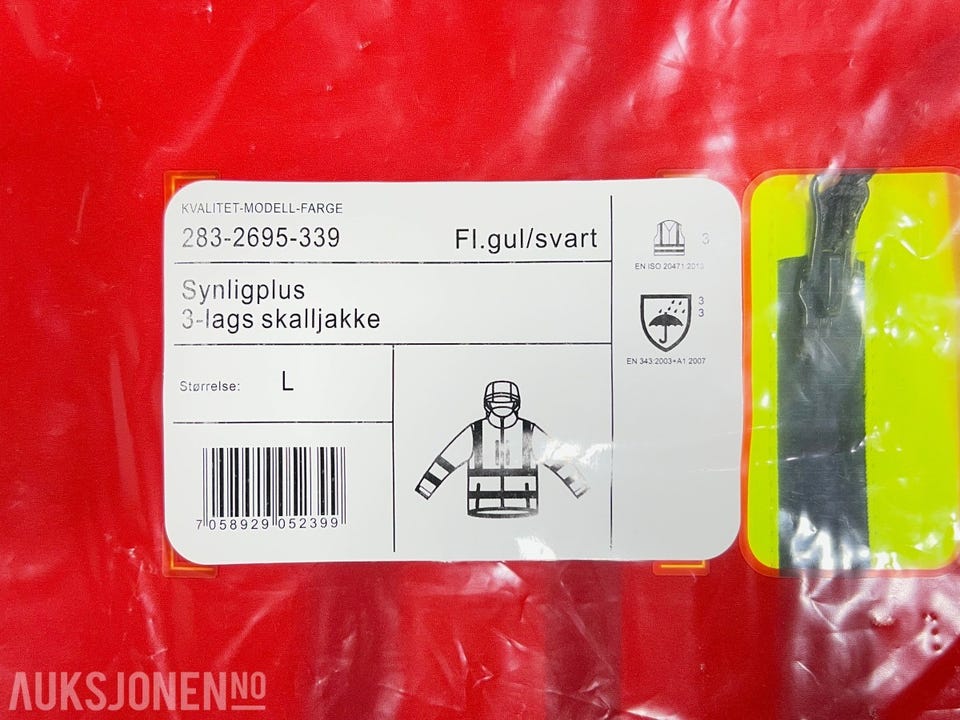 KVALITET-MODELL-FARGE
283-2695-339
Fl.gul/svart
3
EN ISO 20471:2013
Synligplus
3-lags skalljakke
3
3
EN 343:2003+A1:2007
Størrelse: L
7 058929 052399
AUKSJONEN NO